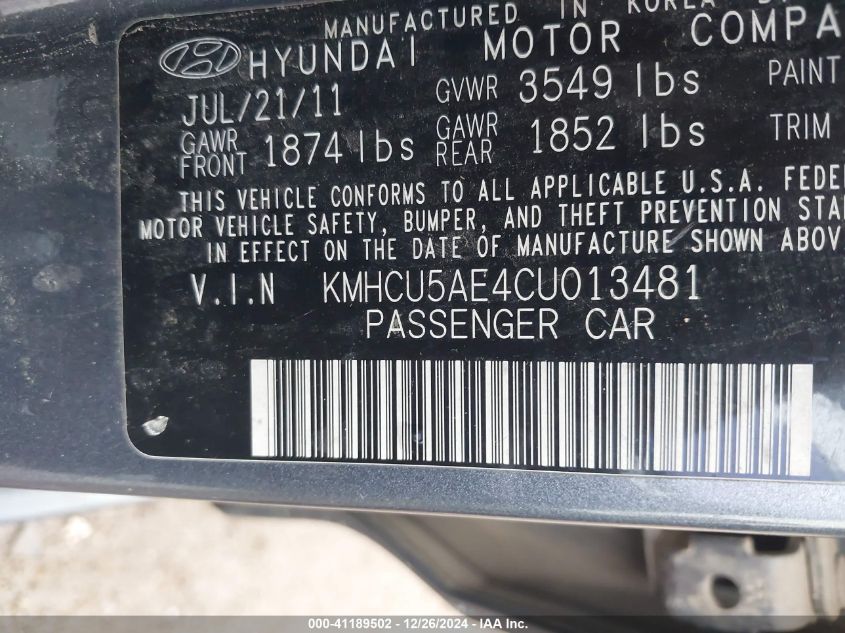 MANUFACTURED IN KOREA
HYUNDAI MOTOR COMPA
JUL/21/11 GVWR 3549 lbs PAINT
GAWR FRONT 1874 lbs GAWR REAR 1852 lbs TRIM
THIS VEHICLE CONFORMS TO ALL APPLICABLE U.S.A. FEDE
MOTOR VEHICLE SAFETY, BUMPER, AND THEFT PREVENTION STA
IN EFFECT ON THE DATE OF MANUFACTURE SHOWN ABOV
V.I.N KMHCU5AE4CU013481
PASSENGER CAR
000-41189502 - 12/26/2024 - IAA Inc.